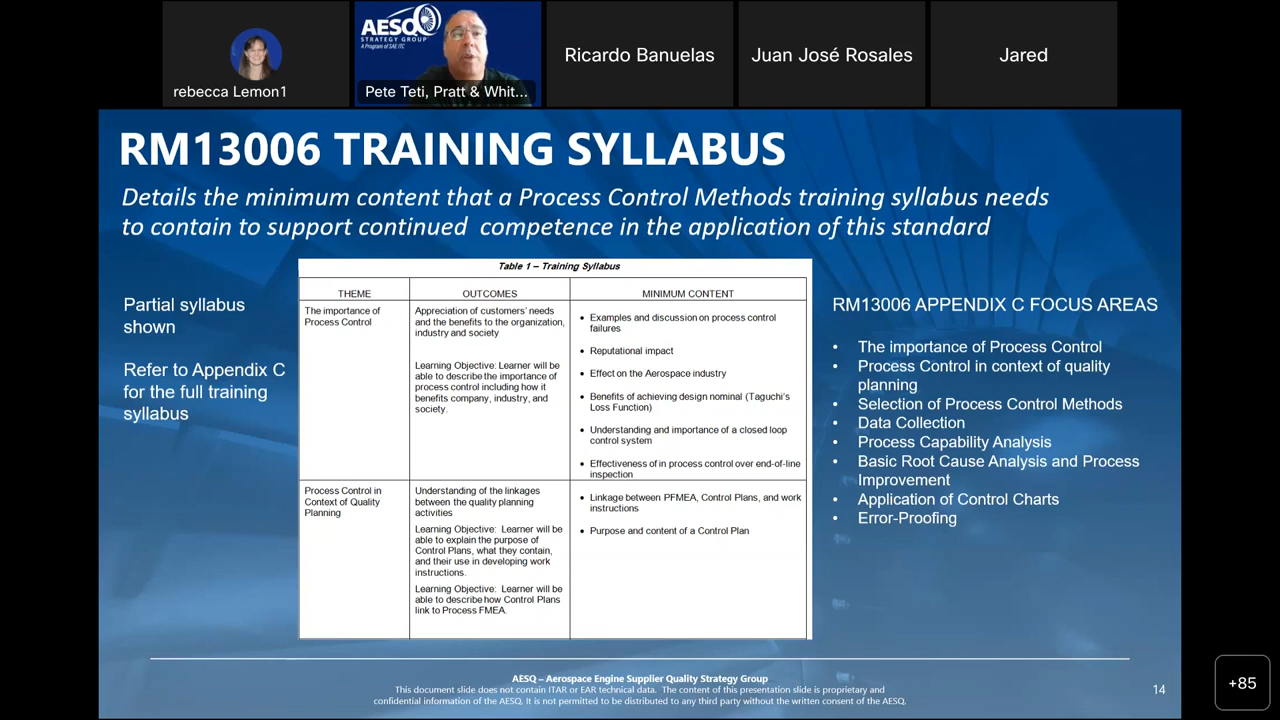 AESQ
STRATEGY GROUP
A Program of SAE ITC
rebecca Lemon1
Pete Teti, Pratt & Whit...
Ricardo Banuelas
Juan José Rosales
Jared
RM13006 TRAINING SYLLABUS
Details the minimum content that a Process Control Methods training syllabus needs
to contain to support continued competence in the application of this standard
Partial syllabus
shown
Refer to Appendix C
for the full training
syllabus
Table 1 – Training Syllabus
THEME
OUTCOMES
MINIMUM CONTENT
The importance of
Process Control
Appreciation of customers' needs
and the benefits to the organization,
industry and society
Learning Objective: Learner will be
able to describe the importance of
process control including how it
benefits company, industry, and
society.
• Examples and discussion on process control
failures
• Reputational impact
• Effect on the Aerospace industry
• Benefits of achieving design nominal (Taguchi's
Loss Function)
• Understanding and importance of a closed loop
control system
• Effectiveness of in process control over end-of-line
inspection
Process Control in
Context of Quality
Planning
Understanding of the linkages
between the quality planning
activities
Learning Objective: Learner will be
able to explain the purpose of
Control Plans, what they contain,
and their use in developing work
instructions.
Learning Objective: Learner will be
able to describe how Control Plans
link to Process FMEA.
• Linkage between PFMEA, Control Plans, and work
instructions
• Purpose and content of a Control Plan
RM13006 APPENDIX C FOCUS AREAS
• The importance of Process Control
• Process Control in context of quality
planning
• Selection of Process Control Methods
• Data Collection
• Process Capability Analysis
• Basic Root Cause Analysis and Process
Improvement
• Application of Control Charts
• Error-Proofing
AESQ – Aerospace Engine Supplier Quality Strategy Group
This document slide does not contain ITAR or EAR technical data. The content of this presentation slide is proprietary and
confidential information of the AESQ. It is not permitted to be distributed to any third party without the written consent of the AESQ.
14
+85